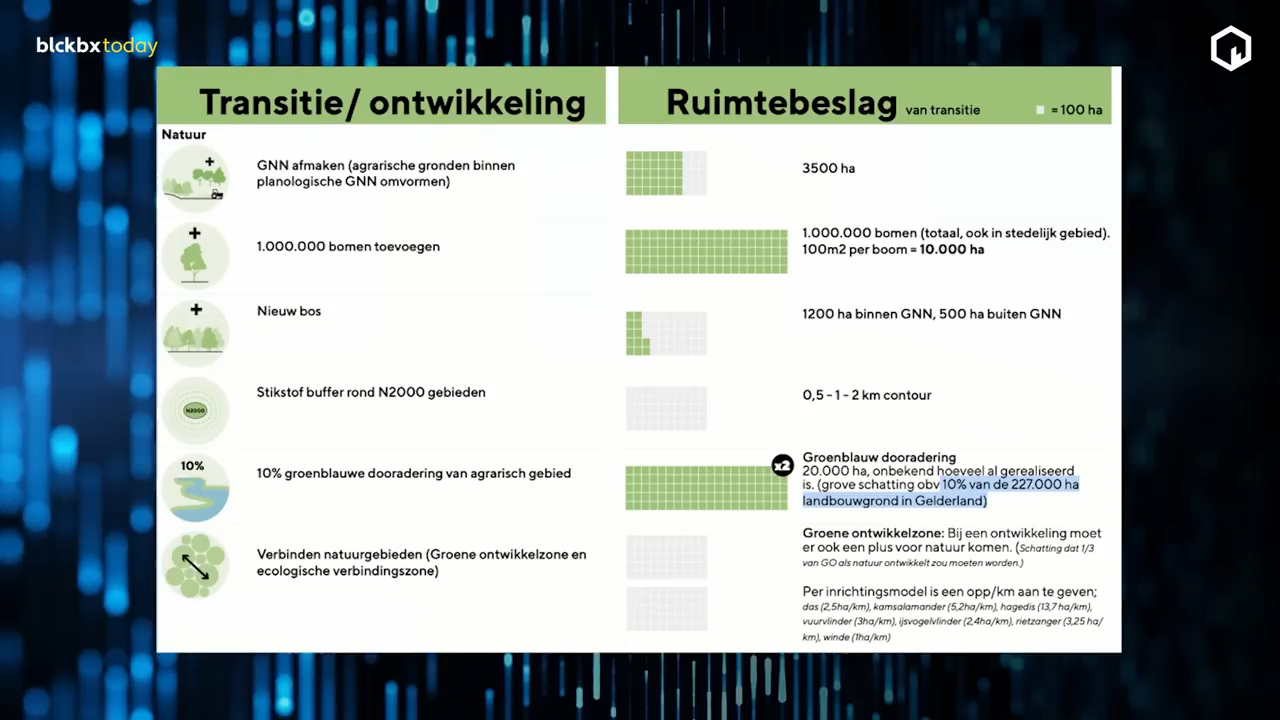 blckbxtoday
Transitie/ ontwikkeling
Ruimtebeslag van transitie = 100 ha
Natuur
GNN afmaken (agrarische gronden binnen
planologische GNN omvormen)
3500 ha
1.000.000 bomen toevoegen
1.000.000 bomen (totaal, ook in stedelijk gebied).
100m2 per boom = 10.000 ha
Nieuw bos
1200 ha binnen GNN, 500 ha buiten GNN
Stikstof buffer rond N2000 gebieden
N2000
0,5 - 1 - 2 km contour
10%
10% groenblauwe dooradering van agrarisch gebied
x2
Groenblauw dooradering
20.000 ha, onbekend hoeveel al gerealiseerd
is. (grove schatting obv 10% van de 227.000 ha
landbouwgrond in Gelderland)
Verbinden natuurgebieden (Groene ontwikkelzone en
ecologische verbindingszone)
Groene ontwikkelzone: Bij een ontwikkeling moet
er ook een plus voor natuur komen. (Schatting dat 1/3
van GO als natuur ontwikkelt zou moeten worden.)
Per inrichtingsmodel is een opp/km aan te geven;
das (2,5ha/km), kamsalamander (5,2ha/km), hagedis (13,7 ha/km),
vuurvlinder (3ha/km), ijsvogelvlinder (2,4ha/km), rietzanger (3,25 ha/
km), winde (1ha/km)